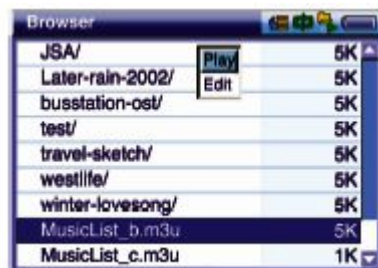 Browser
JSA/ 5K
Later-rain-2002/ 5K
busstation-ost/ 5K
test/ 5K
travel-sketch/ 5K
westlife/ 5K
winter-lovesong/ 5K
MusicList_b.m3u 5K
MusicList_c.m3u 1K
Play
Edit